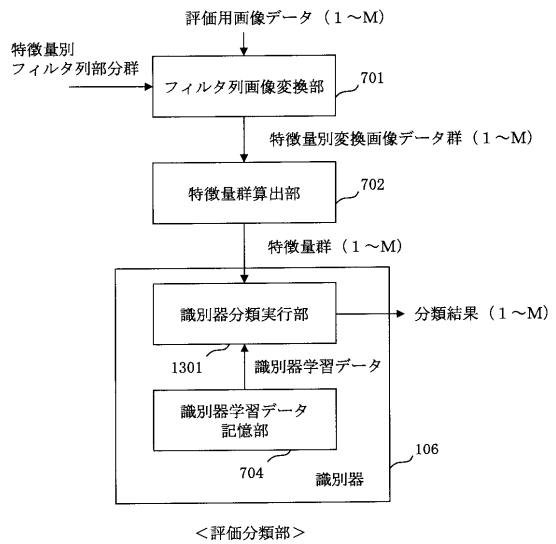 評価用画像データ（１～M）
特徴量別
フィルタ列部分群
フィルタ列画像変換部
701
特徴量別変換画像データ群（１～M）
特徴量群算出部
702
特徴量群（１～M）
識別器分類実行部
分類結果（１～M）
1301
識別器学習データ
識別器学習データ
記憶部
704
106
識別器
＜評価分類部＞